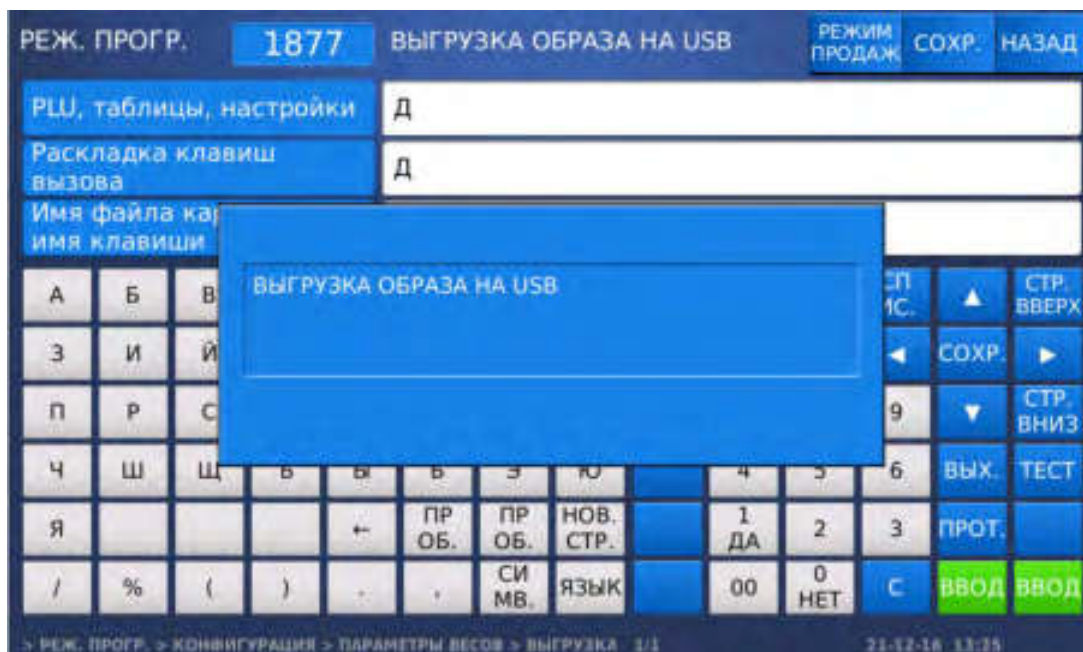 РЕЖ. ПРОГР.
1877
ВЫГРУЗКА ОБРАЗА НА USB
РЕЖИМ
ПРОДАЖ
СОХР.
НАЗАД
PLU, таблицы, настройки
Д
Раскладка клавиш
вызова
Д
Имя файла
имя клавиши
ВЫГРУЗКА ОБРАЗА НА USB
А Б В
▲
СТР.
ВВЕРХ
З И Й
◄ СОХР. ►
П Р С
9 ▼
СТР.
ВНИЗ
Ч Ш Щ Ъ Ы Ь Э Ю 4 5 6 ВЫХ. ТЕСТ
Я ←
ПР
ОБ.
ПР
ОБ.
НОВ.
СТР.
1
ДА
2 3 ПРОТ.
/ % ( ) . ,
СИ
МВ.
ЯЗЫК 00
0
НЕТ
С ВВОД ВВОД
> РЕЖ. ПРОГР. > КОНФИГУРАЦИЯ > ПАРАМЕТРЫ ВЕСОВ > ВЫГРУЗКА 1/1
21-12-16 13:25